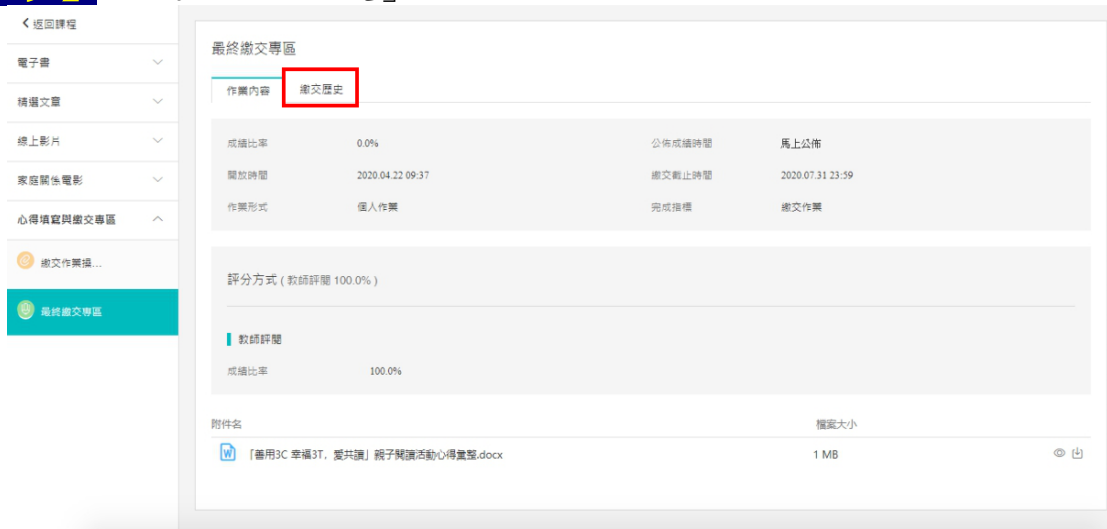 返回課程
電子書
精選文章
線上影片
家庭關係電影
心得填寫與繳交專區
繳交作業操...
最終繳交專區
最終繳交專區
作業內容 繳交歷史
成績比率 0.0% 公佈成績時間 馬上公佈
開放時間 2020.04.22 09:37 繳交截止時間 2020.07.31 23:59
作業形式 個人作業 完成指標 繳交作業
評分方式 ( 教師評閱 100.0% )
教師評閱
成績比率 100.0%
附件名 檔案大小
「善用3C 幸福3T，愛共讀」親子閱讀活動心得彙整.docx 1 MB